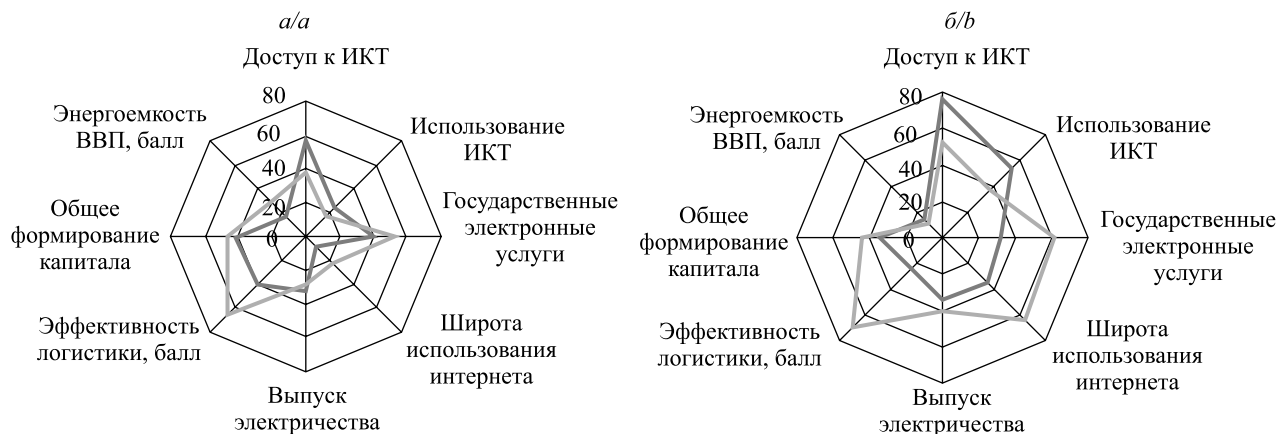 а/a
Доступ к ИКТ
80
60
40
20
0
Использование
ИКТ
Государственные
электронные
услуги
Широта
использования
интернета
Выпуск
электричества
Эффективность
логистики, балл
Общее
формирование
капитала
Энергоемкость
ВВП, балл
б/b
Доступ к ИКТ
80
60
40
20
0
Использование
ИКТ
Государственные
электронные
услуги
Широта
использования
интернета
Выпуск
электричества
Эффективность
логистики, балл
Общее
формирование
капитала
Энергоемкость
ВВП, балл